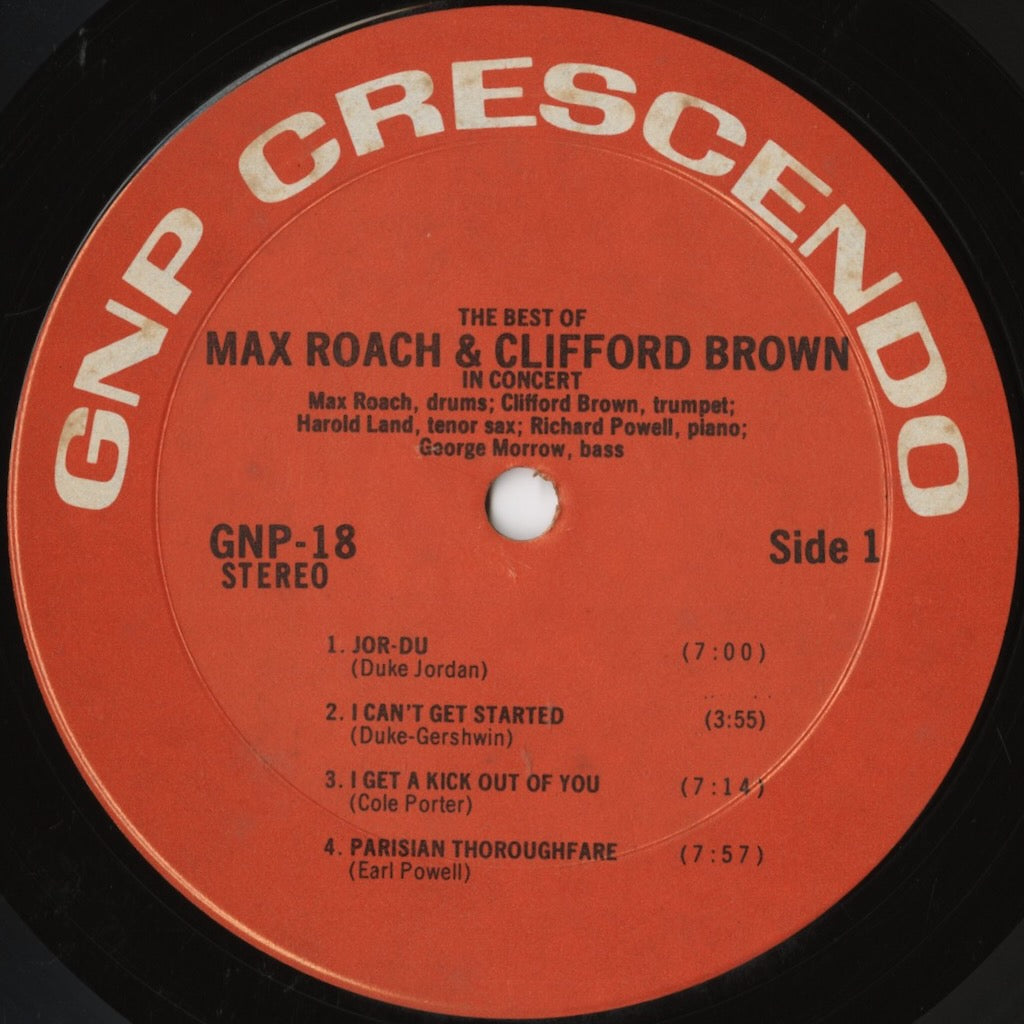 GNP CRESCENDO
THE BEST OF
MAX ROACH & CLIFFORD BROWN
IN CONCERT
Max Roach, drums; Clifford Brown, trumpet;
Harold Land, tenor sax; Richard Powell, piano;
George Morrow, bass
GNP-18 Side 1
STEREO
1. JOR-DU (7:00)
(Duke Jordan)
2. I CAN'T GET STARTED (3:55)
(Duke-Gershwin)
3. I GET A KICK OUT OF YOU (7:14)
(Cole Porter)
4. PARISIAN THOROUGHFARE (7:57)
(Earl Powell)